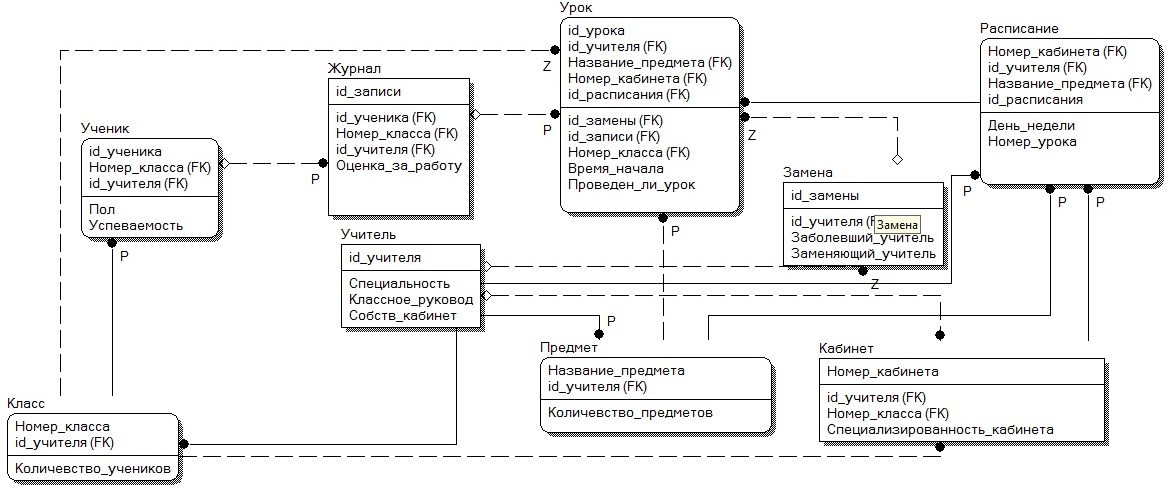 Урок
id_урока
id_учителя (FK)
Название_предмета (FK)
Номер_кабинета (FK)
id_расписания (FK)
id_замены (FK)
id_записи (FK)
Номер_класса (FK)
Время_начала
Проведен_ли_урок
Расписание
Номер_кабинета (FK)
id_учителя (FK)
Название_предмета (FK)
id_расписания
День_недели
Номер_урока
Журнал
id_записи
id_ученика (FK)
Номер_класса (FK)
id_учителя (FK)
Оценка_за_работу
Ученик
id_ученика
Номер_класса (FK)
id_учителя (FK)
Пол
Успеваемость
Замена
id_замены
id_учителя
Замена
Заболевший_учитель
Заменяющий_учитель
Учитель
id_учителя
Специальность
Классное_руковод
Собств_кабинет
Предмет
Название_предмета
id_учителя (FK)
Количевство_предметов
Кабинет
Номер_кабинета
id_учителя (FK)
Номер_класса (FK)
Специализированность_кабинета
Класс
Номер_класса
id_учителя (FK)
Количевство_учеников
Z
P
Z
P
P
P
P
P
P
Z
P